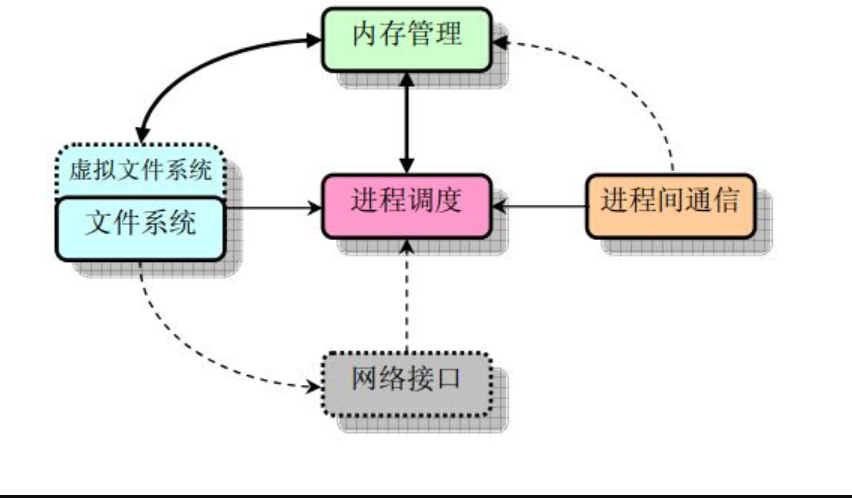 内存管理
虚拟文件系统
文件系统
进程调度
进程间通信
网络接口